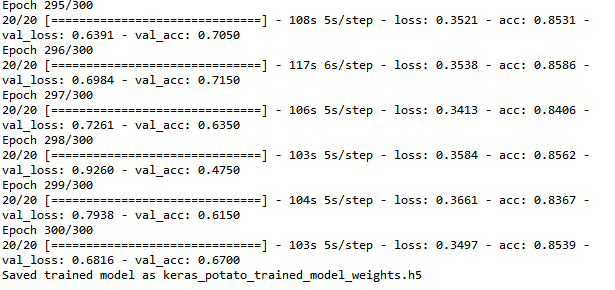 Epoch 295/300
20/20 [==============================] - 108s 5s/step - loss: 0.3521 - acc: 0.8531 -
val_loss: 0.6391 - val_acc: 0.7050
Epoch 296/300
20/20 [==============================] - 117s 6s/step - loss: 0.3538 - acc: 0.8586 -
val_loss: 0.6984 - val_acc: 0.7150
Epoch 297/300
20/20 [==============================] - 106s 5s/step - loss: 0.3413 - acc: 0.8406 -
val_loss: 0.7261 - val_acc: 0.6350
Epoch 298/300
20/20 [==============================] - 103s 5s/step - loss: 0.3584 - acc: 0.8562 -
val_loss: 0.9260 - val_acc: 0.4750
Epoch 299/300
20/20 [==============================] - 104s 5s/step - loss: 0.3661 - acc: 0.8367 -
val_loss: 0.7938 - val_acc: 0.6150
Epoch 300/300
20/20 [==============================] - 103s 5s/step - loss: 0.3497 - acc: 0.8539 -
val_loss: 0.6816 - val_acc: 0.6700
Saved trained model as keras_potato_trained_model_weights.h5